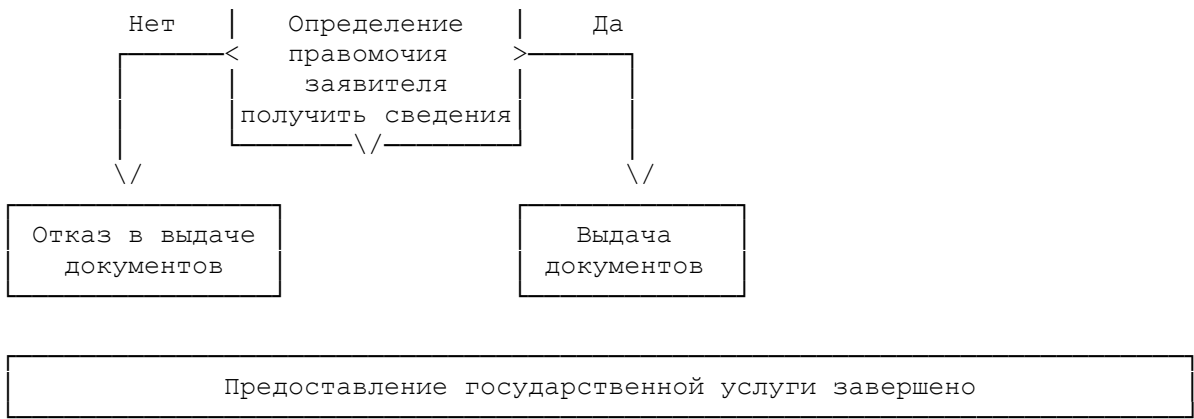 Нет Определение Да
правомочия
заявителя
получить сведения
Отказ в выдаче Выдача
документов документов
Предоставление государственной услуги завершено